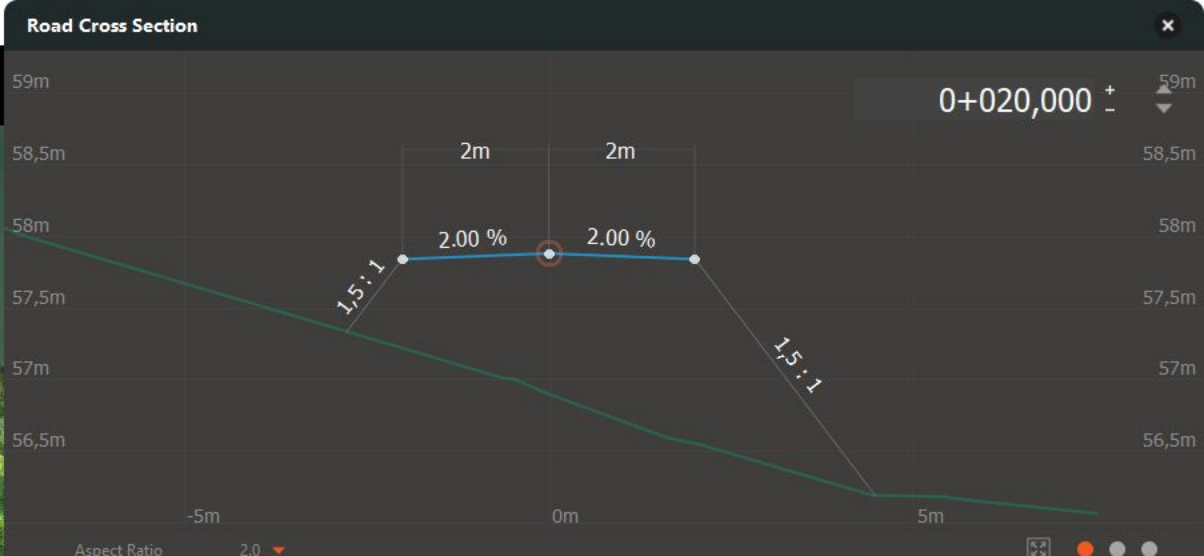 Road Cross Section
59m 59m
0+020,000 + −
58,5m 58,5m
2m 2m
58m 58m
2.00 % 2.00 %
1,5 : 1
57,5m 57,5m
1,5 : 1
57m 57m
56,5m 56,5m
-5m 0m 5m
Aspect Ratio 2.0